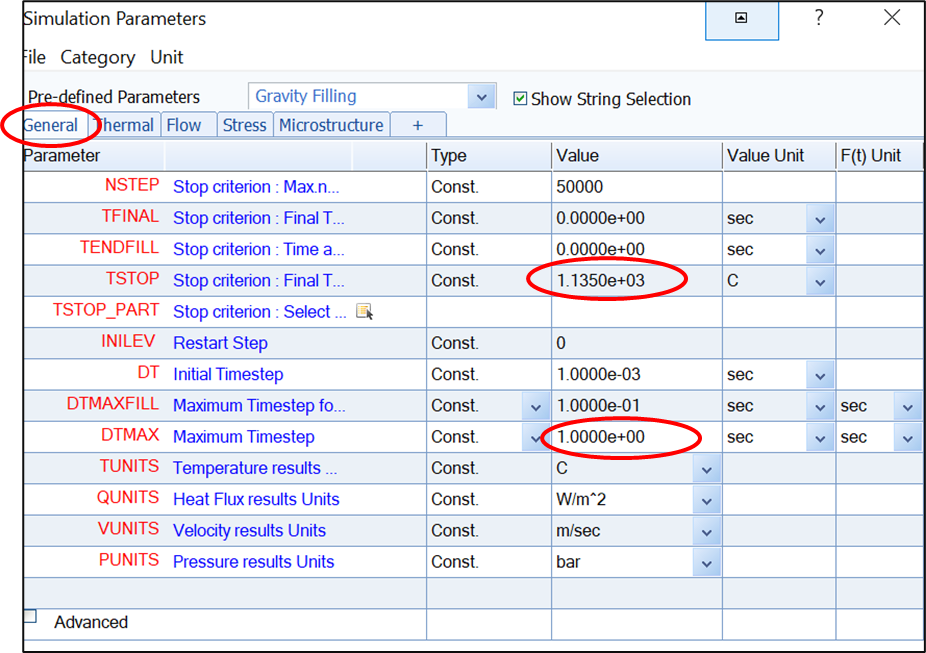 Simulation Parameters ?
File Category Unit
Pre-defined Parameters Gravity Filling Show String Selection
General Thermal Flow Stress Microstructure +
Parameter Type Value Value Unit F(t) Unit
NSTEP Stop criterion : Max.n... Const. 50000
TFINAL Stop criterion : Final T... Const. 0.0000e+00 sec
TENDFILL Stop criterion : Time a... Const. 0.0000e+00 sec
TSTOP Stop criterion : Final T... Const. 1.1350e+03 C
TSTOP_PART Stop criterion : Select ...
INILEV Restart Step Const. 0
DT Initial Timestep Const. 1.0000e-03 sec
DTMAXFILL Maximum Timestep fo... Const. 1.0000e-01 sec sec
DTMAX Maximum Timestep Const. 1.0000e+00 sec sec
TUNITS Temperature results ... Const. C
QUNITS Heat Flux results Units Const. W/m^2
VUNITS Velocity results Units Const. m/sec
PUNITS Pressure results Units Const. bar
Advanced